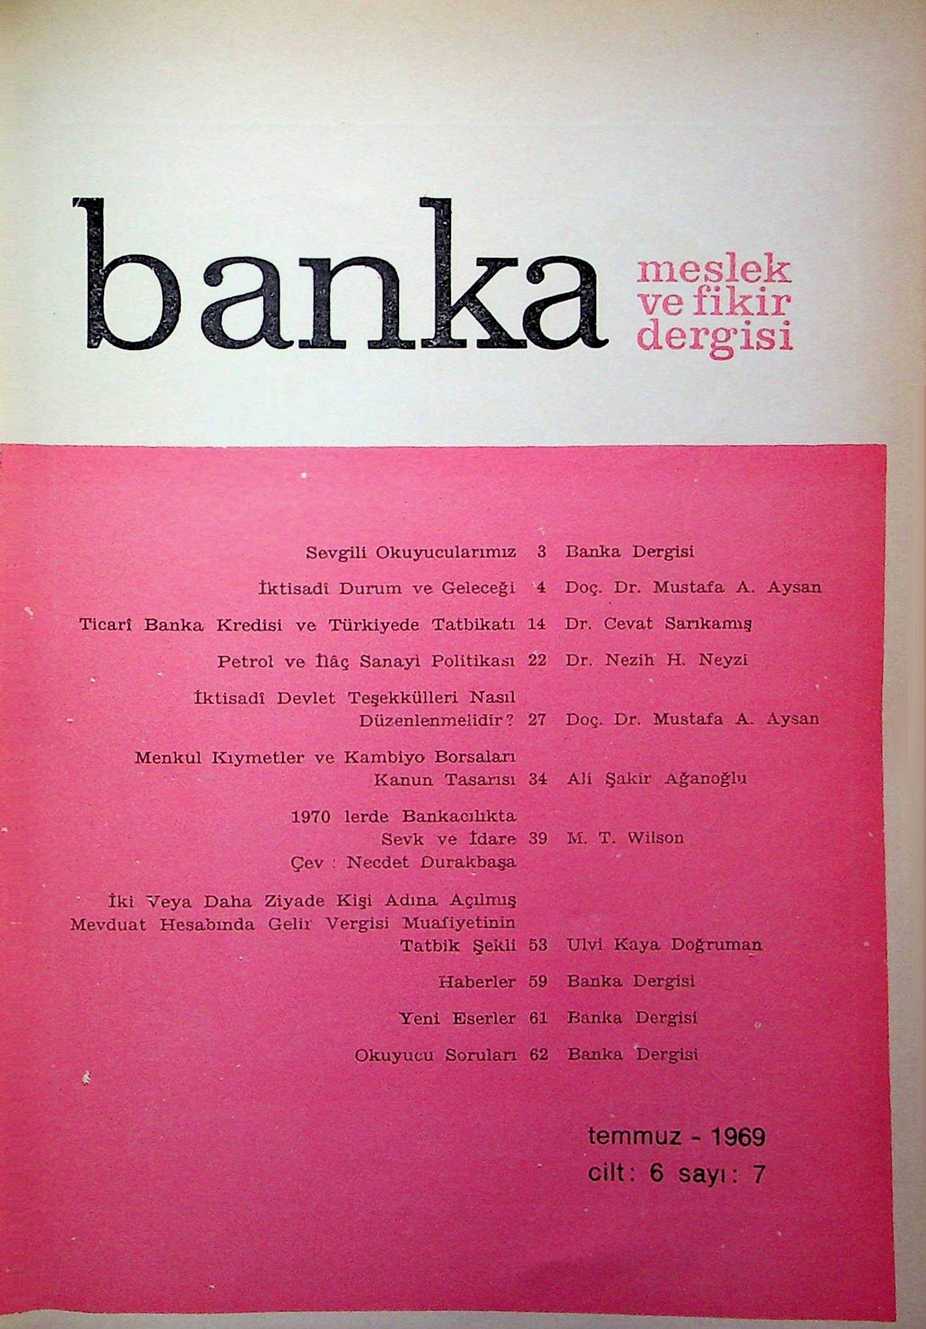 banka
meslek
ve fikir
dergisi
Sevgili Okuyucularımız 3 Banka Dergisi
İktisadî Durum ve Geleceği 4 Doç. Dr. Mustafa A. Aysan
Ticarî Banka Kredisi ve Türkiyede Tatbikatı 14 Dr. Cevat Sarıkamış
Petrol ve İlâç Sanayi Politikası 22 Dr. Nezih H. Neyzi
İktisadî Devlet Teşekkülleri Nasıl
Düzenlenmelidir? 27 Doç. Dr. Mustafa A. Aysan
Menkul Kıymetler ve Kambiyo Borsaları
Kanun Tasarısı 34 Ali Şakir Ağanoğlu
1970 lerde Bankacılıkta
Sevk ve İdare 39 M. T. Wilson
Çev : Necdet Durakbaşa
İki Veya Daha Ziyade Kişi Adına Açılmış
Mevduat Hesabında Gelir Vergisi Muafiyetinin
Tatbik Şekli 53 Ulvi Kaya Doğruman
Haberler 59 Banka Dergisi
Yeni Eserler 61 Banka Dergisi
Okuyucu Soruları 62 Banka Dergisi
temmuz - 1969
cilt: 6 sayı: 7